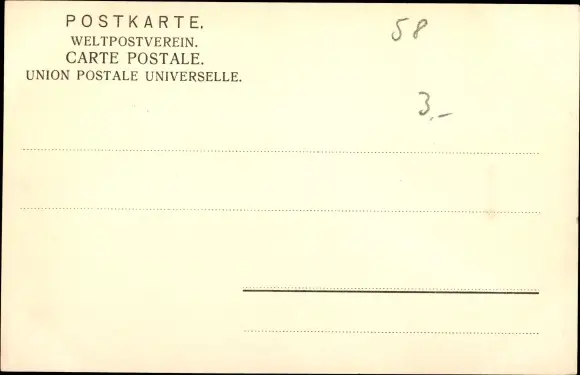 POSTKARTE.
WELTPOSTVEREIN.
CARTE POSTALE.
UNION POSTALE UNIVERSELLE.
58
3.-